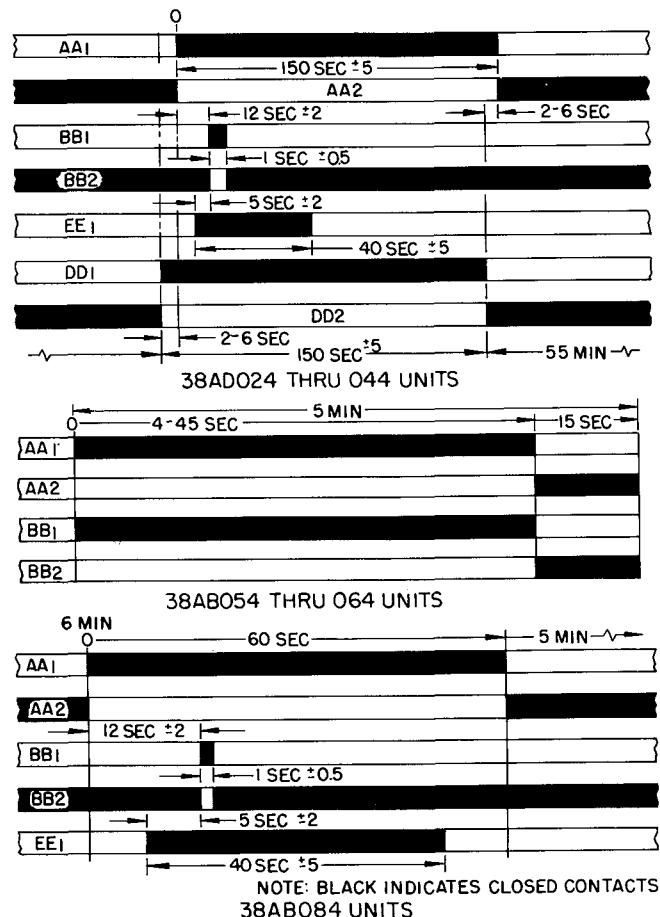 0
AA1
150 SEC ±5
AA2
12 SEC ±2
2-6 SEC
BB1
1 SEC ±0.5
BB2
5 SEC ±2
EE1
40 SEC ±5
DD1
DD2
2-6 SEC
150 SEC ±5
55 MIN
38AD024 THRU 044 UNITS
5 MIN
0
4-45 SEC
15 SEC
AA1
AA2
BB1
BB2
38AB054 THRU 064 UNITS
6 MIN
0
60 SEC
5 MIN
AA1
AA2
12 SEC ±2
BB1
1 SEC ±0.5
BB2
5 SEC ±2
EE1
40 SEC ±5
NOTE: BLACK INDICATES CLOSED CONTACTS
38AB084 UNITS